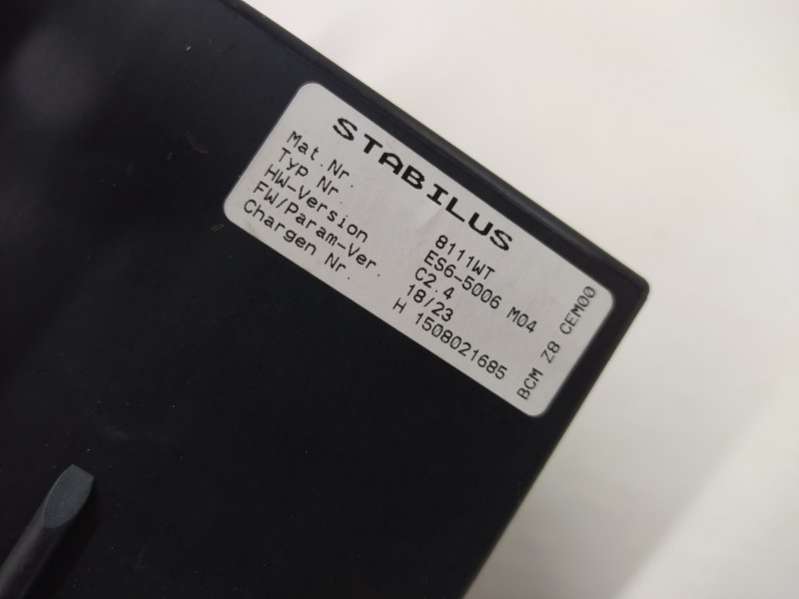 STABILUS
Mat.Nr. 8111WT
Typ Nr. ES6-5006 M04
HW-Version C2.4
FW/Param-Ver. 18/23
Chargen Nr. H 1508021685
BCM Z8 CEM00